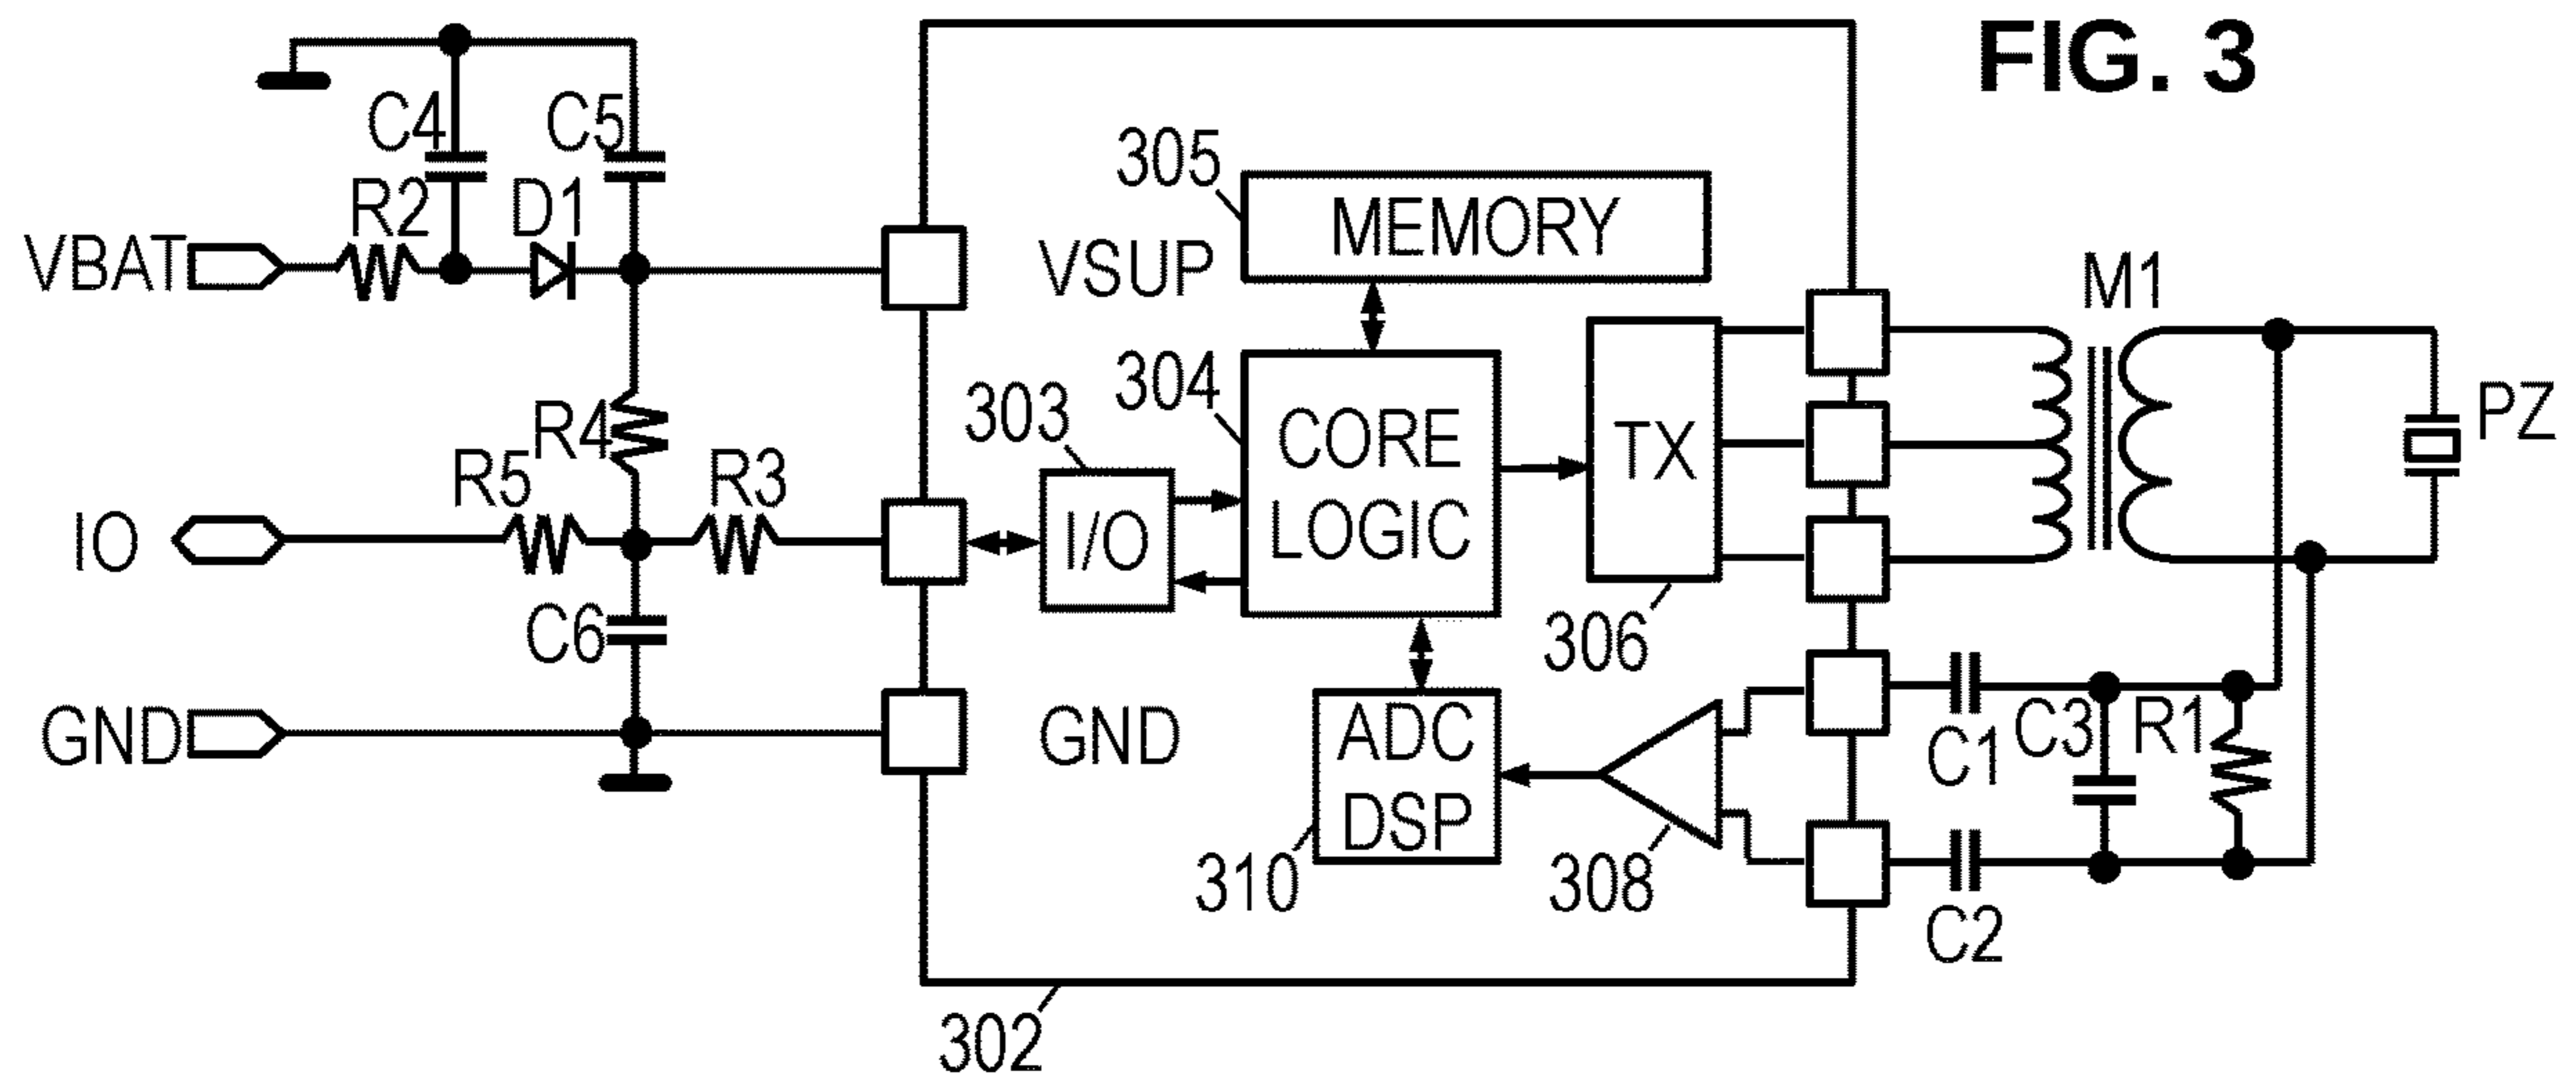 FIG. 3
C4
C5
305
R2
D1
MEMORY
VBAT
VSUP
M1
304
303
PZ
R4
CORE
LOGIC
TX
R5
R3
IO
I/O
C6
306
GND
GND
ADC
DSP
C1
C3
R1
310
308
C2
302